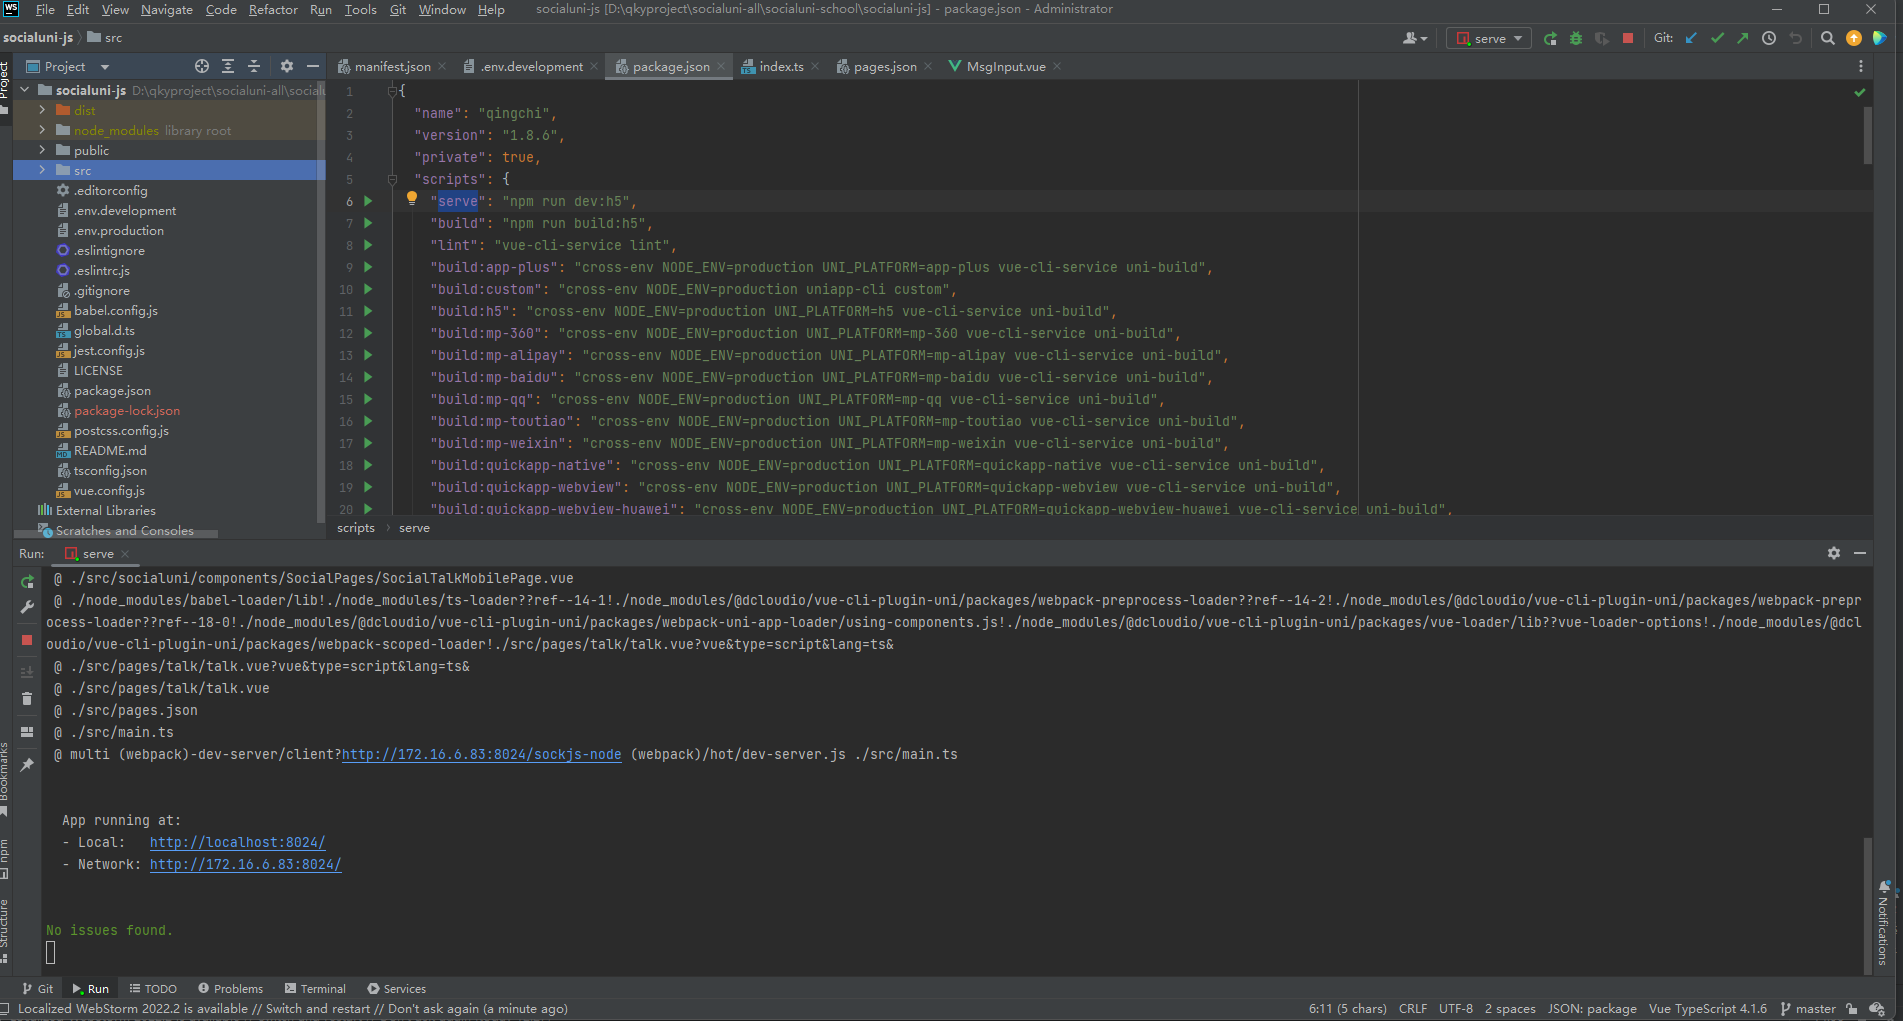 WS File Edit View Navigate Code Refactor Run Tools Git Window Help socialuni-js [D:\qkyproject\socialuni-all\socialuni-school\socialuni-js] - package.json - Administrator
socialuni-js src serve Git:
Project manifest.json .env.development package.json index.ts pages.json MsgInput.vue
Project
socialuni-js D:\qkyproject\socialuni-all\socialu
dist
node_modules library root
public
src
.editorconfig
.env.development
.env.production
.eslintignore
.eslintrc.js
.gitignore
babel.config.js
global.d.ts
jest.config.js
LICENSE
package.json
package-lock.json
postcss.config.js
README.md
tsconfig.json
vue.config.js
External Libraries
Scratches and Consoles
1 {
2 "name": "qingchi",
3 "version": "1.8.6",
4 "private": true,
5 "scripts": {
6 "serve": "npm run dev:h5",
7 "build": "npm run build:h5",
8 "lint": "vue-cli-service lint",
9 "build:app-plus": "cross-env NODE_ENV=production UNI_PLATFORM=app-plus vue-cli-service uni-build",
10 "build:custom": "cross-env NODE_ENV=production uniapp-cli custom",
11 "build:h5": "cross-env NODE_ENV=production UNI_PLATFORM=h5 vue-cli-service uni-build",
12 "build:mp-360": "cross-env NODE_ENV=production UNI_PLATFORM=mp-360 vue-cli-service uni-build",
13 "build:mp-alipay": "cross-env NODE_ENV=production UNI_PLATFORM=mp-alipay vue-cli-service uni-build",
14 "build:mp-baidu": "cross-env NODE_ENV=production UNI_PLATFORM=mp-baidu vue-cli-service uni-build",
15 "build:mp-qq": "cross-env NODE_ENV=production UNI_PLATFORM=mp-qq vue-cli-service uni-build",
16 "build:mp-toutiao": "cross-env NODE_ENV=production UNI_PLATFORM=mp-toutiao vue-cli-service uni-build",
17 "build:mp-weixin": "cross-env NODE_ENV=production UNI_PLATFORM=mp-weixin vue-cli-service uni-build",
18 "build:quickapp-native": "cross-env NODE_ENV=production UNI_PLATFORM=quickapp-native vue-cli-service uni-build",
19 "build:quickapp-webview": "cross-env NODE_ENV=production UNI_PLATFORM=quickapp-webview vue-cli-service uni-build",
20 "build:quickapp-webview-huawei": "cross-env NODE_ENV=production UNI_PLATFORM=quickapp-webview-huawei vue-cli-service uni-build",
scripts serve
Run: serve
@ ./src/socialuni/components/SocialPages/SocialTalkMobilePage.vue
@ ./node_modules/babel-loader/lib!./node_modules/ts-loader??ref--14-1!./node_modules/@dcloudio/vue-cli-plugin-uni/packages/webpack-preprocess-loader??ref--14-2!./node_modules/@dcloudio/vue-cli-plugin-uni/packages/webpack-prepr
ocess-loader??ref--18-0!./node_modules/@dcloudio/vue-cli-plugin-uni/packages/webpack-uni-app-loader/using-components.js!./node_modules/@dcloudio/vue-cli-plugin-uni/packages/vue-loader/lib??vue-loader-options!./node_modules/@dcl
oudio/vue-cli-plugin-uni/packages/webpack-scoped-loader!./src/pages/talk/talk.vue?vue&type=script&lang=ts&
@ ./src/pages/talk/talk.vue?vue&type=script&lang=ts&
@ ./src/pages/talk/talk.vue
@ ./src/pages.json
@ ./src/main.ts
@ multi (webpack)-dev-server/client?http://172.16.6.83:8024/sockjs-node (webpack)/hot/dev-server.js ./src/main.ts
App running at:
- Local: http://localhost:8024/
- Network: http://172.16.6.83:8024/
No issues found.
Bookmarks
npm
Structure
Notifications
Git Run TODO Problems Terminal Services
Localized WebStorm 2022.2 is available // Switch and restart // Don't ask again (a minute ago) 6:11 (5 chars) CRLF UTF-8 2 spaces JSON: package Vue TypeScript 4.1.6 master